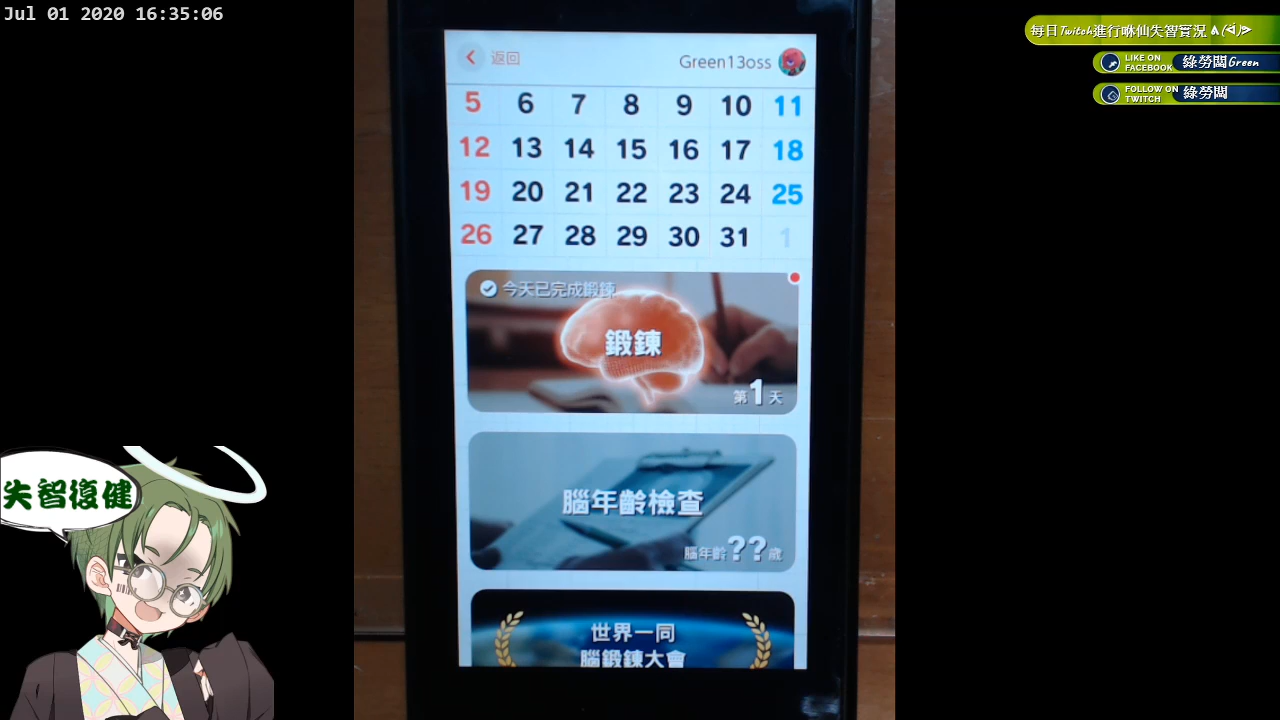 Jul 01 2020 16:35:06
每日Twitch進行咻仙失智實況
LIKE ON
FACEBOOK
綠勞闆Green
FOLLOW ON
TWITCH
綠勞闆
返回
Green13oss
5 6 7 8 9 10 11
12 13 14 15 16 17 18
19 20 21 22 23 24 25
26 27 28 29 30 31 1
今天已完成鍛鍊
鍛鍊
第1天
腦年齡檢查
腦年齡??歲
世界一同
腦鍛鍊大會
失智復健